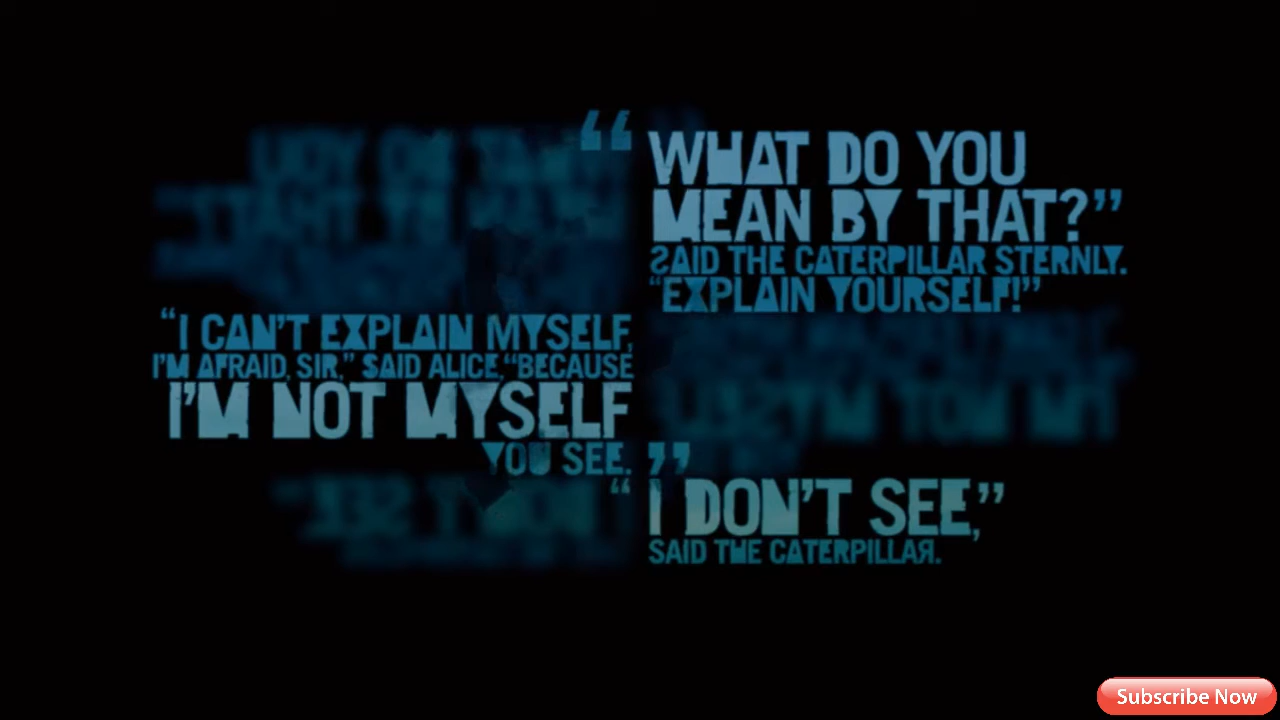 “WHAT DO YOU
MEAN BY THAT?”
SAID THE CATERPILLAR STERNLY.
“EXPLAIN YOURSELF!”
“I CAN’T EXPLAIN MYSELF,
I’M AFRAID, SIR,” SAID ALICE, “BECAUSE
I’M NOT MYSELF
YOU SEE.”
“I DON’T SEE,”
SAID THE CATERPILLAR.
Subscribe Now